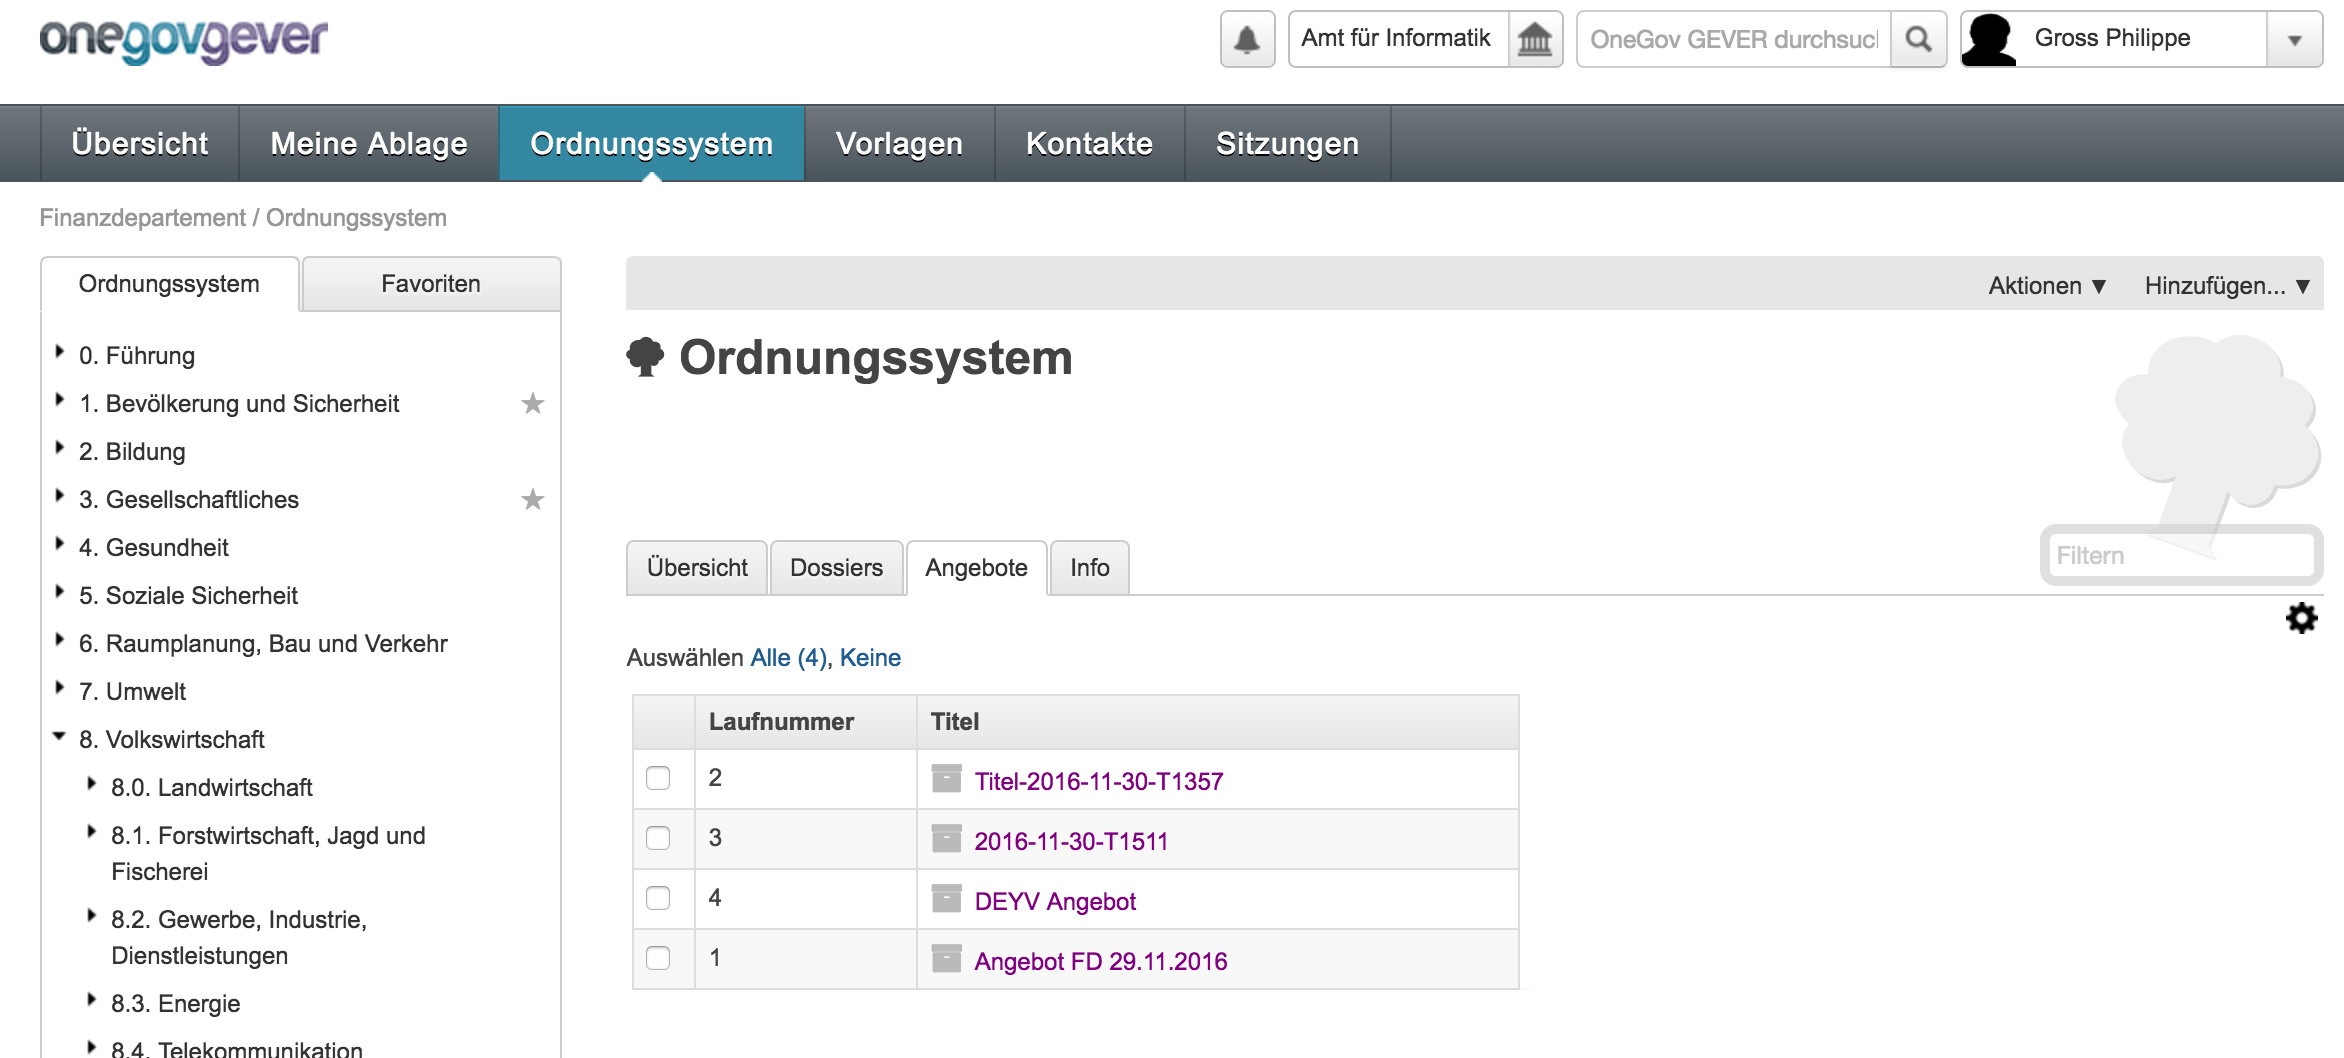 onegovgever
Amt für Informatik
OneGov GEVER durchsuc
Gross Philippe
Übersicht
Meine Ablage
Ordnungssystem
Vorlagen
Kontakte
Sitzungen
Finanzdepartement / Ordnungssystem
Ordnungssystem
Favoriten
0. Führung
1. Bevölkerung und Sicherheit
2. Bildung
3. Gesellschaftliches
4. Gesundheit
5. Soziale Sicherheit
6. Raumplanung, Bau und Verkehr
7. Umwelt
8. Volkswirtschaft
8.0. Landwirtschaft
8.1. Forstwirtschaft, Jagd und
Fischerei
8.2. Gewerbe, Industrie,
Dienstleistungen
8.3. Energie
8.4. Telekommunikation
Aktionen ▼
Hinzufügen... ▼
Ordnungssystem
Übersicht
Dossiers
Angebote
Info
Filtern
Auswählen Alle (4), Keine
Laufnummer Titel
2 Titel-2016-11-30-T1357
3 2016-11-30-T1511
4 DEYV Angebot
1 Angebot FD 29.11.2016